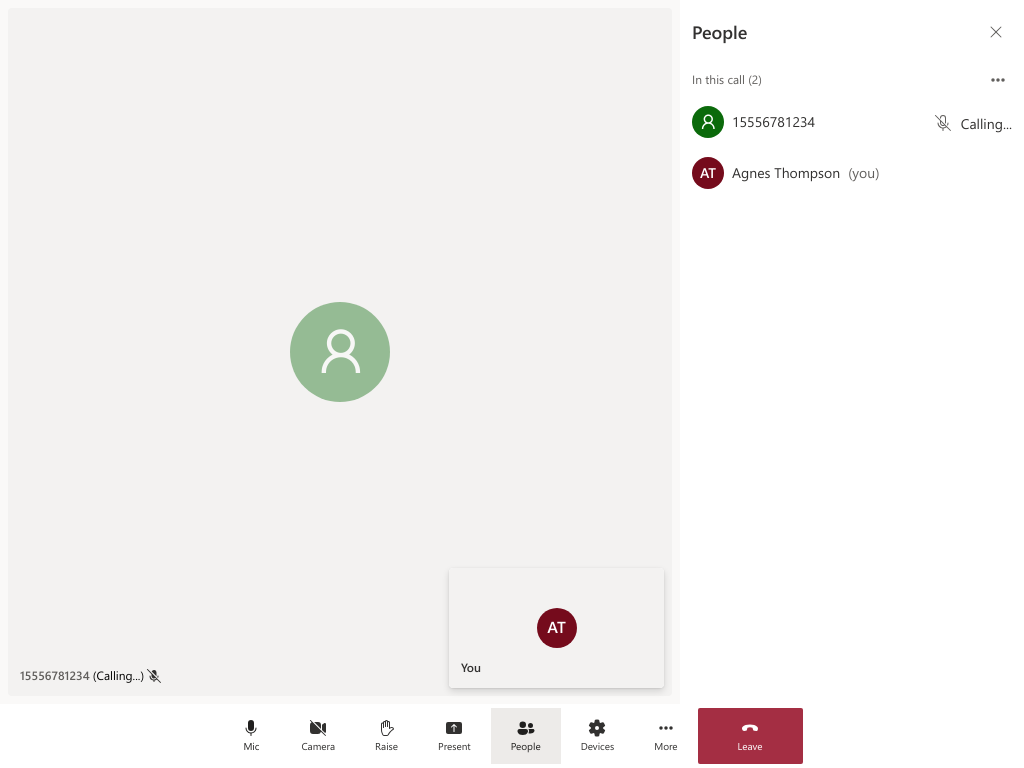 People
In this call (2)
15556781234 Calling...
AT Agnes Thompson (you)
AT
You
15556781234 (Calling...)
Mic Camera Raise Present People Devices More Leave